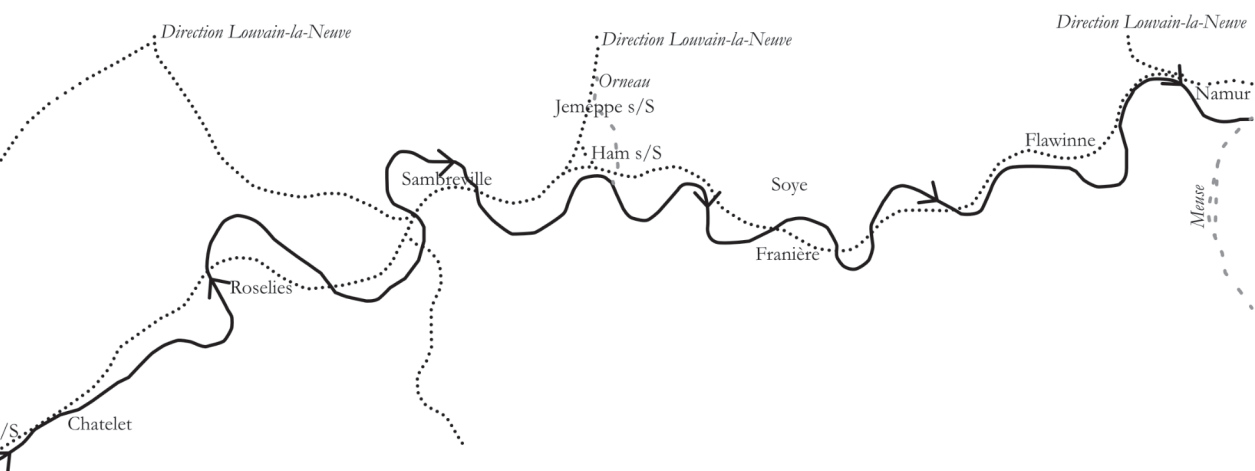 Direction Louvain-la-Neuve
Direction Louvain-la-Neuve
Direction Louvain-la-Neuve
Orneau
Jemeppe s/S
Namur
Flawinne
Ham s/S
Sambreville
Soye
Meuse
Franière
Roselies
Chatelet
/S